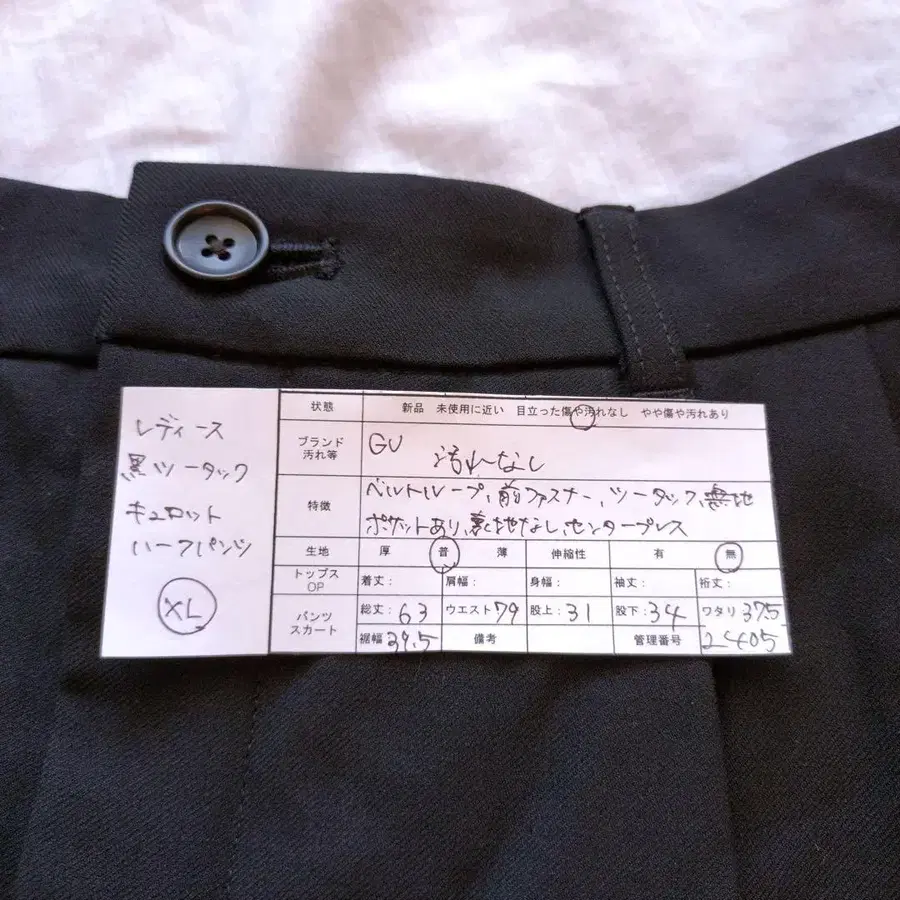 レディース
黒ツータック
キュロット
ハーフパンツ
XL
状態 新品 未使用に近い 目立った傷や汚れなし やや傷や汚れあり
ブランド 汚れ等 GU 汚れなし
特徴 ベルトループ、前ファスナー、ツータック、無地
ポケットあり、裏地なし、センタープレス
生地 厚 普 薄 伸縮性 有 無
トップス OP 着丈: 肩幅: 身幅: 袖丈: 裄丈:
パンツ スカート 総丈:63 ウエスト79 股上:31 股下:34 ワタリ37.5
裾幅39.5 備考 管理番号 2405